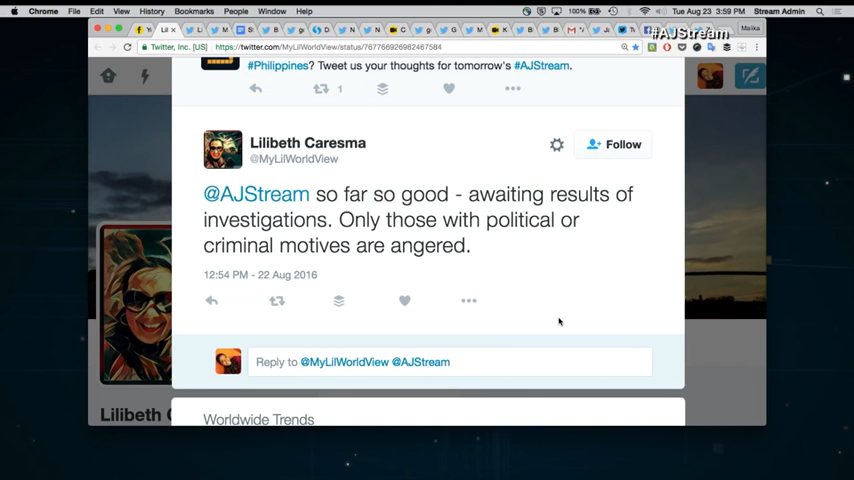 Chrome File Edit View History Bookmarks People Window Help 100% Tue Aug 23 3:59 PM Stream Admin
#AJStream
Malika
Twitter, Inc. [US] https://twitter.com/MyLilWorldView/status/767766926982467584
#Philippines? Tweet us your thoughts for tomorrow's #AJStream.
1
Lilibeth Caresma
@MyLilWorldView
Follow
@AJStream so far so good - awaiting results of
investigations. Only those with political or
criminal motives are angered.
12:54 PM - 22 Aug 2016
Reply to @MyLilWorldView @AJStream
Lilibeth
Worldwide Trends